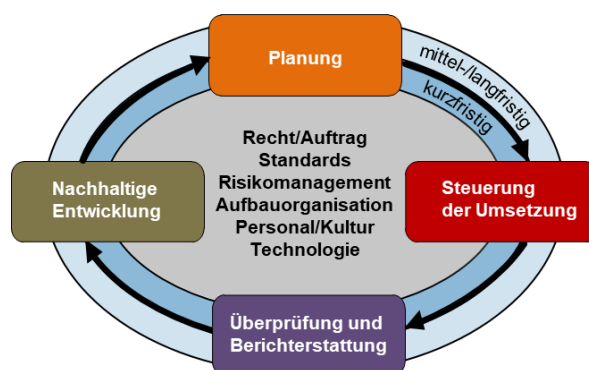 Planung
mittel-/langfristig
kurzfristig
Recht/Auftrag
Standards
Risikomanagement
Aufbauorganisation
Personal/Kultur
Technologie
Nachhaltige
Entwicklung
Steuerung
der Umsetzung
Überprüfung und
Berichterstattung